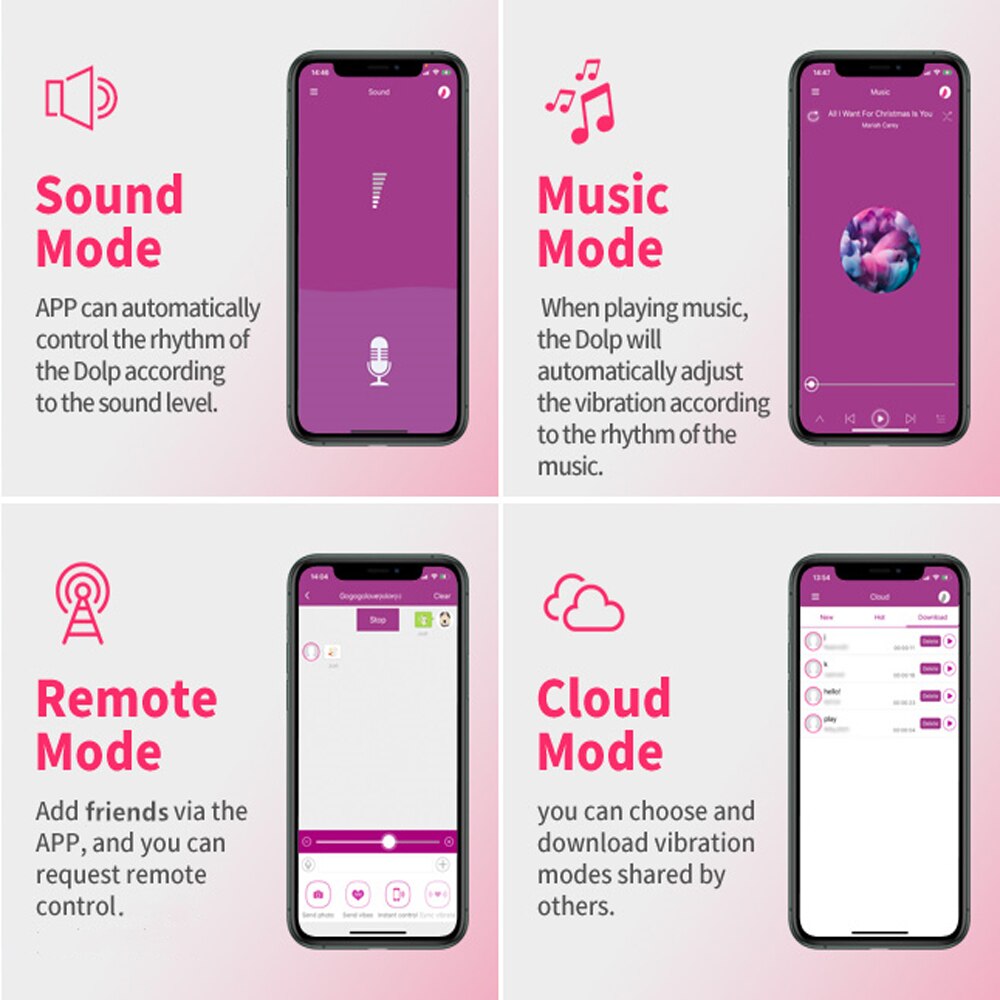 Sound
Mode
APP can automatically
control the rhythm of
the Dolp according
to the sound level.
14:46
Sound
Music
Mode
When playing music,
the Dolp will
automatically adjust
the vibration according
to the rhythm of the
music.
14:47
Music
All I Want For Christmas Is You
Mariah Carey
Remote
Mode
Add friends via the
APP, and you can
request remote
control.
14:04
Clear
Stop
Send photo Send vibes Instant control Sync vibrate
Cloud
Mode
you can choose and
download vibration
modes shared by
others.
13:54
Cloud
New Hot Download
j
Delete
k
Delete
hello!
Delete
play
Delete